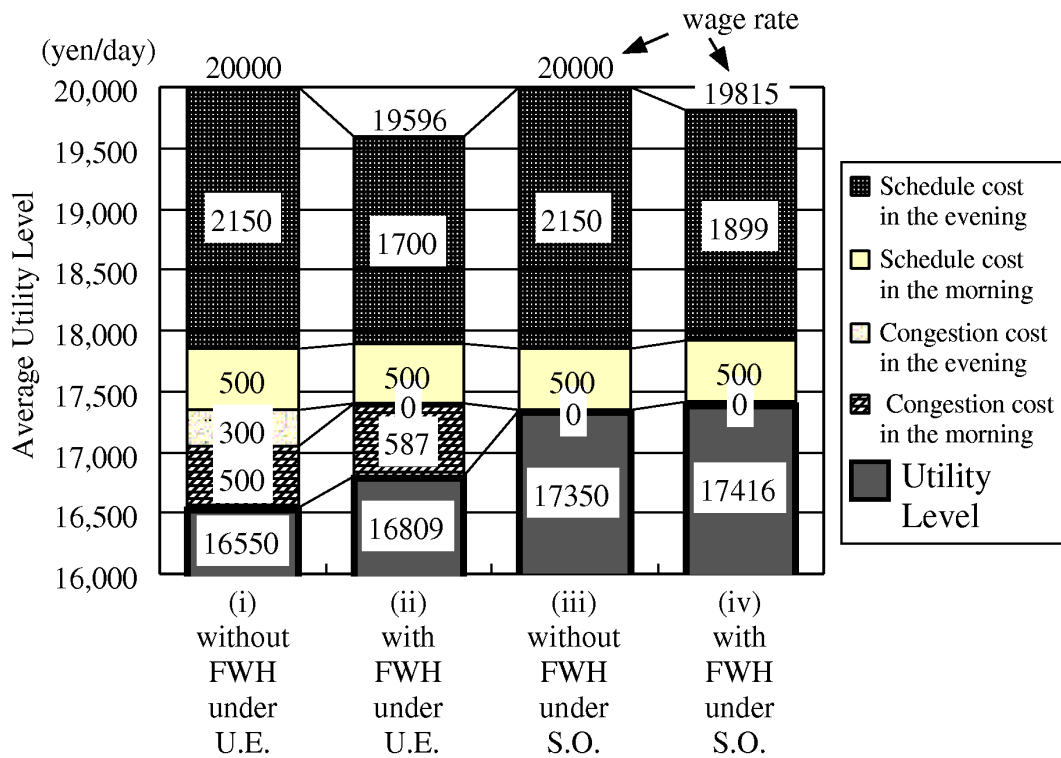 wage rate
(yen/day)
20000
20000
20,000
19815
19596
19,500
19,000
2150
1700
2150
1899
18,500
18,000
17,500
500
500
500
500
0
0
0
300
17,000
587
500
17350
17416
16,500
16550
16809
16,000
Average Utility Level
Schedule cost
in the evening
Schedule cost
in the morning
Congestion cost
in the evening
Congestion cost
in the morning
Utility
Level
(i)
without
FWH
under
U.E.
(ii)
with
FWH
under
U.E.
(iii)
without
FWH
under
S.O.
(iv)
with
FWH
under
S.O.